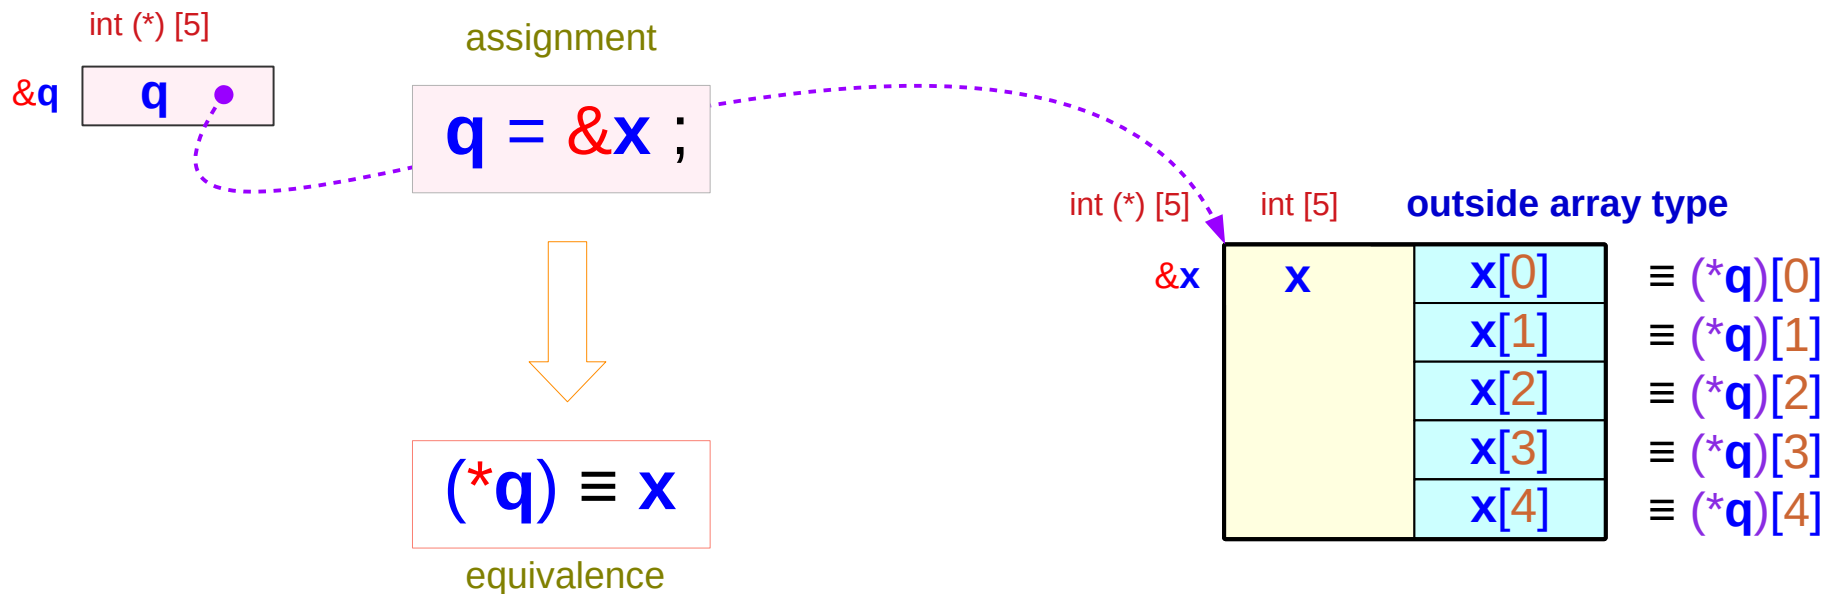 int (*) [5]
assignment
&q q
q = &x ;
int (*) [5] int [5] outside array type
&x x x[0] ≡ (*q)[0]
x[1] ≡ (*q)[1]
x[2] ≡ (*q)[2]
x[3] ≡ (*q)[3]
x[4] ≡ (*q)[4]
(*q) ≡ x
equivalence